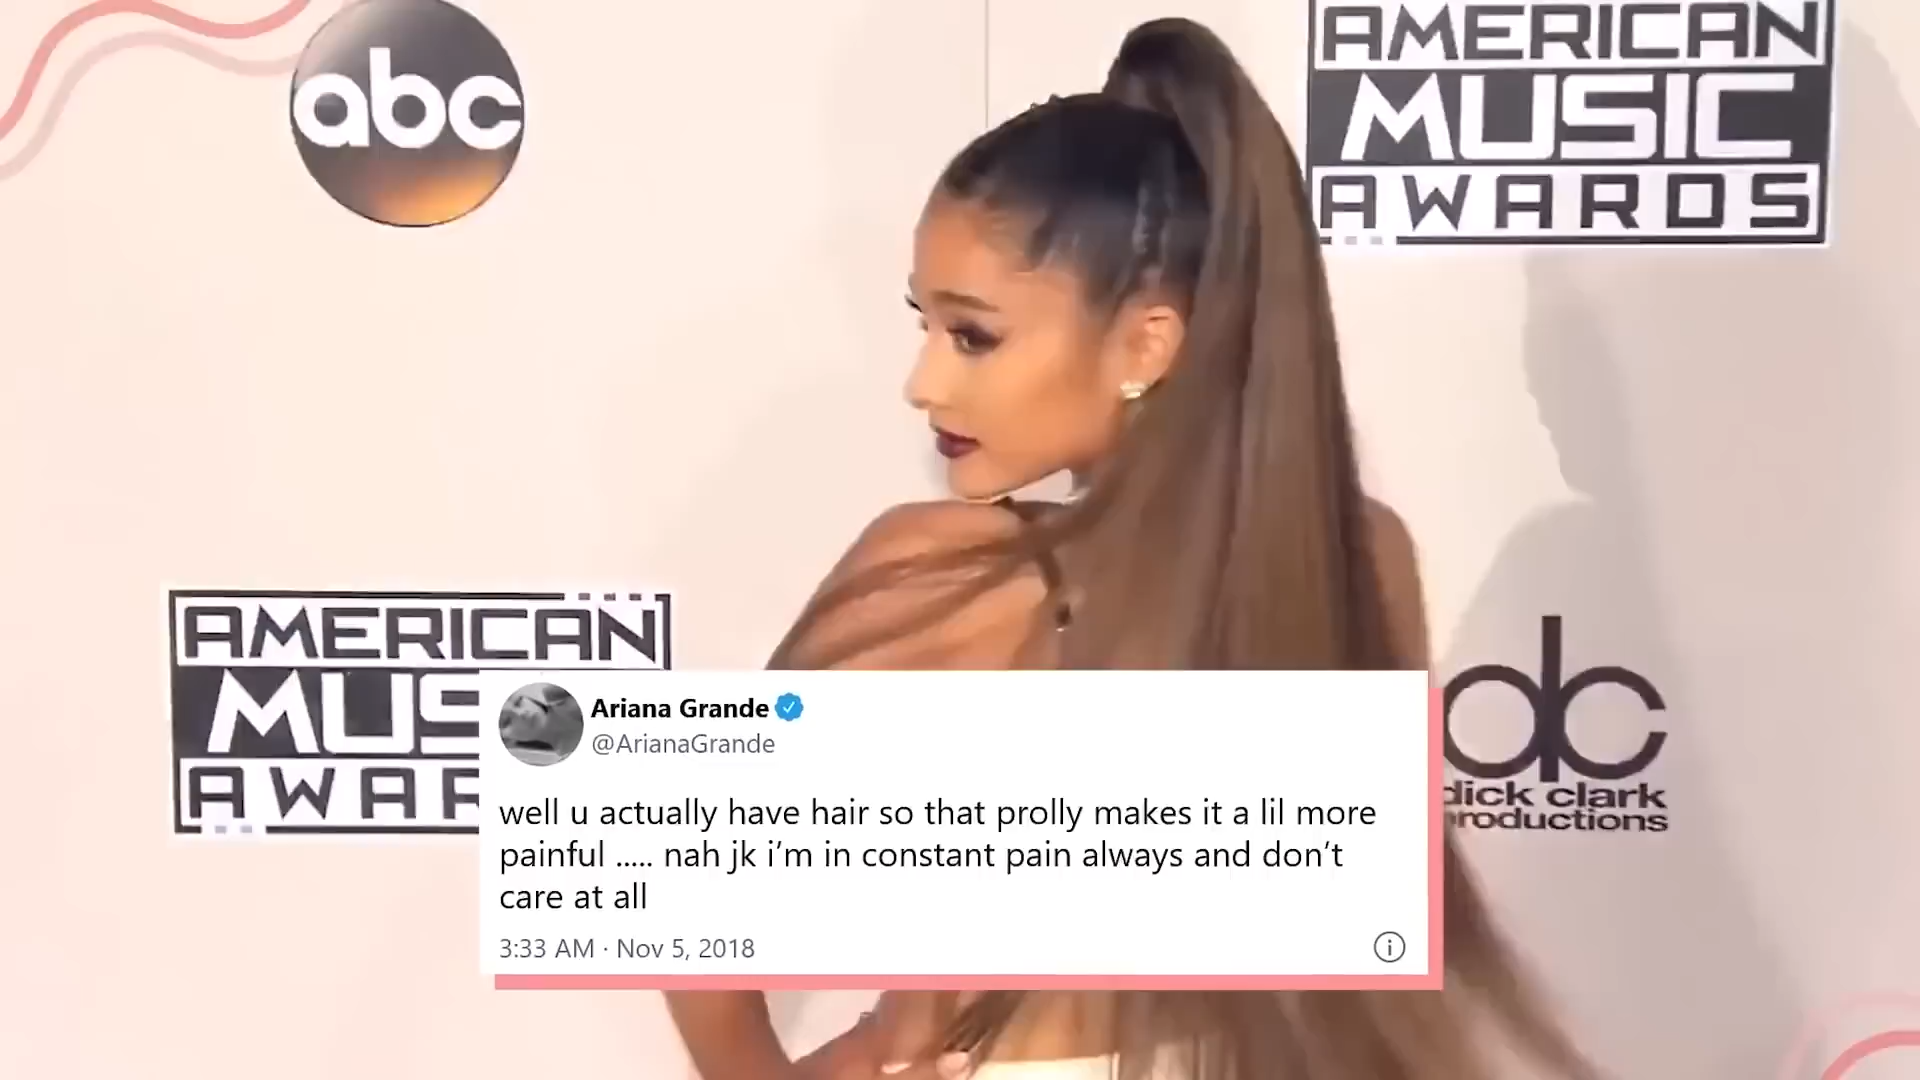 abc
AMERICAN
MUSIC
AWARDS
AMERICAN
MUS
AWAR
dc
dick clark
productions
Ariana Grande
@ArianaGrande
well u actually have hair so that prolly makes it a lil more
painful ..... nah jk i’m in constant pain always and don’t
care at all
3:33 AM · Nov 5, 2018